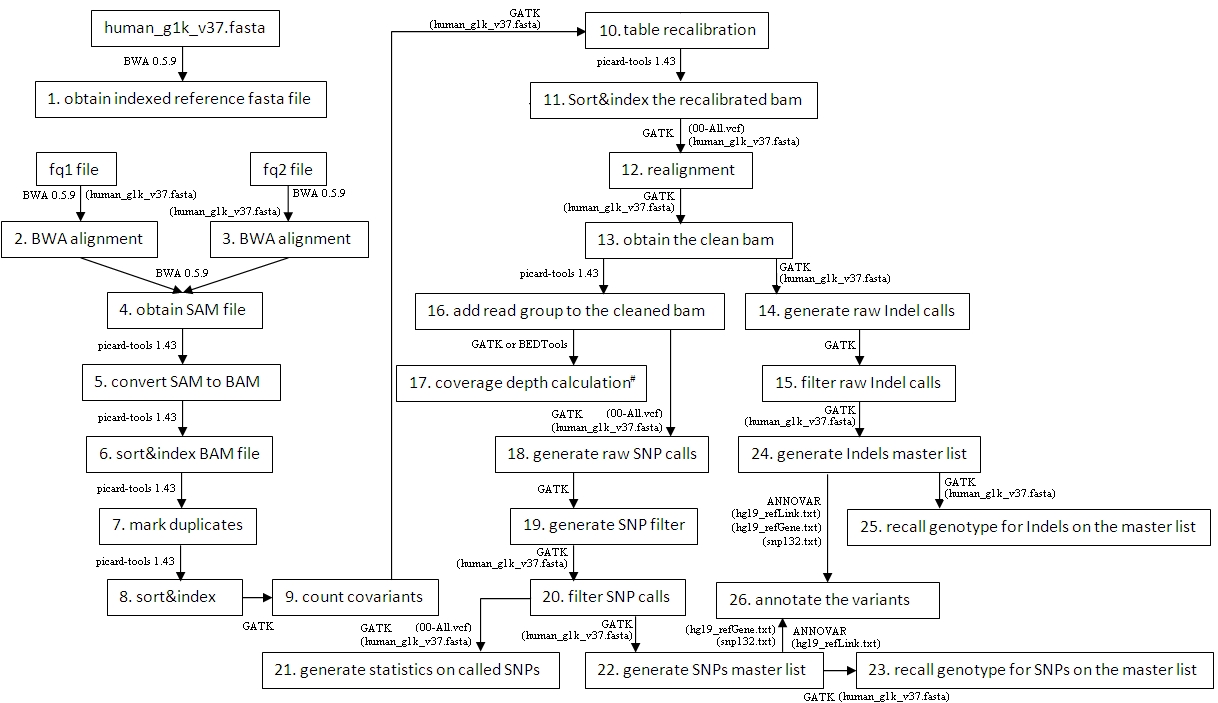 human_g1k_v37.fasta
BWA 0.5.9
1. obtain indexed reference fasta file
fq1 file
fq2 file
BWA 0.5.9
(human_g1k_v37.fasta)
BWA 0.5.9
(human_g1k_v37.fasta)
2. BWA alignment
3. BWA alignment
BWA 0.5.9
4. obtain SAM file
picard-tools 1.43
5. convert SAM to BAM
picard-tools 1.43
6. sort&index BAM file
picard-tools 1.43
7. mark duplicates
picard-tools 1.43
8. sort&index
GATK
9. count covariants
GATK
(human_g1k_v37.fasta)
10. table recalibration
picard-tools 1.43
11. Sort&index the recalibrated bam
GATK
(00-All.vcf)
(human_g1k_v37.fasta)
12. realignment
GATK
(human_g1k_v37.fasta)
13. obtain the clean bam
picard-tools 1.43
GATK
(human_g1k_v37.fasta)
16. add read group to the cleaned bam
14. generate raw Indel calls
GATK or BEDTools
GATK
17. coverage depth calculation#
15. filter raw Indel calls
GATK (00-All.vcf)
(human_g1k_v37.fasta)
GATK
(human_g1k_v37.fasta)
18. generate raw SNP calls
24. generate Indels master list
GATK
GATK
(human_g1k_v37.fasta)
ANNOVAR
(hg19_refLink.txt)
(hg19_refGene.txt)
(snp132.txt)
19. generate SNP filter
25. recall genotype for Indels on the master list
GATK
(human_g1k_v37.fasta)
20. filter SNP calls
26. annotate the variants
GATK (00-All.vcf)
(human_g1k_v37.fasta)
GATK
(human_g1k_v37.fasta)
(hg19_refGene.txt)
(snp132.txt)
ANNOVAR
(hg19_refLink.txt)
21. generate statistics on called SNPs
22. generate SNPs master list
23. recall genotype for SNPs on the master list
GATK (human_g1k_v37.fasta)